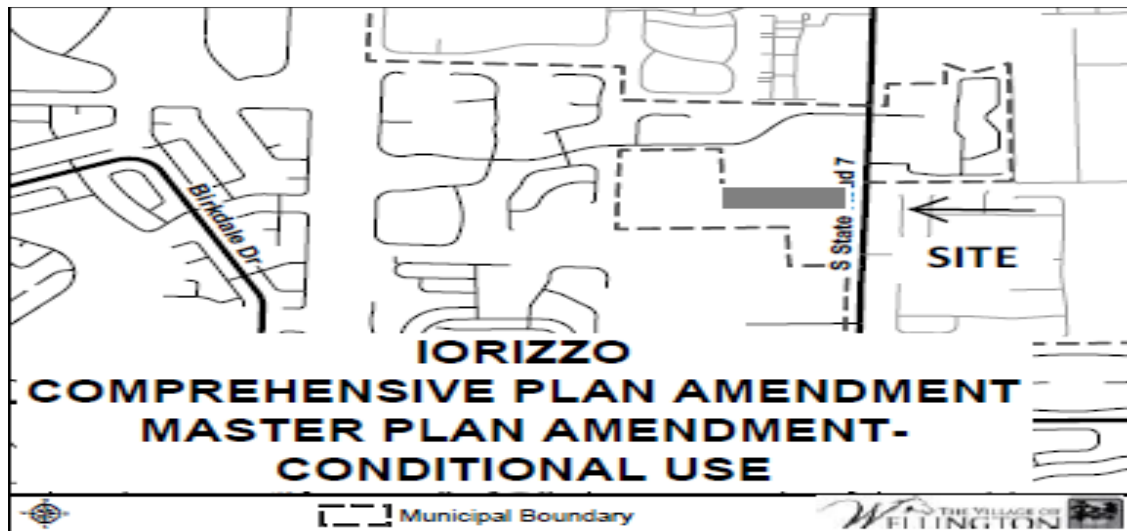 Birkdale Dr
S State
d 7
SITE
IORIZZO
COMPREHENSIVE PLAN AMENDMENT
MASTER PLAN AMENDMENT-
CONDITIONAL USE
Municipal Boundary
THE VILLAGE OF
WELLINGTON